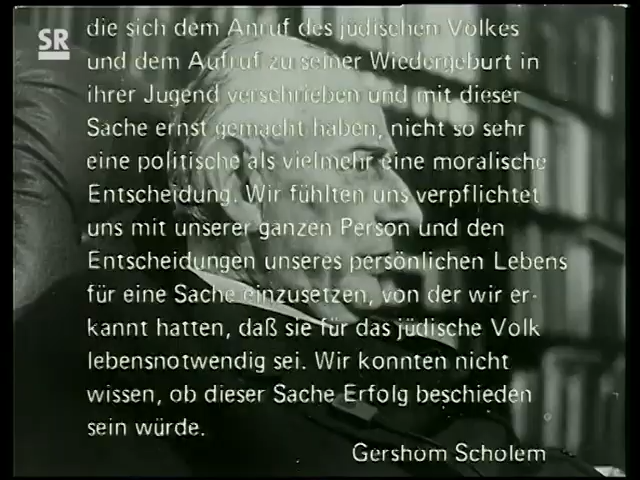 SR
die sich dem Anruf des jüdischen Volkes
und dem Aufruf zu seiner Wiedergeburt in
ihrer Jugend verschrieben und mit dieser
Sache ernst gemacht haben, nicht so sehr
eine politische als vielmehr eine moralische
Entscheidung. Wir fühlten uns verpflichtet
uns mit unserer ganzen Person und den
Entscheidungen unseres persönlichen Lebens
für eine Sache einzusetzen, von der wir er-
kannt hatten, daß sie für das jüdische Volk
lebensnotwendig sei. Wir konnten nicht
wissen, ob dieser Sache Erfolg beschieden
sein würde.
Gershom Scholem